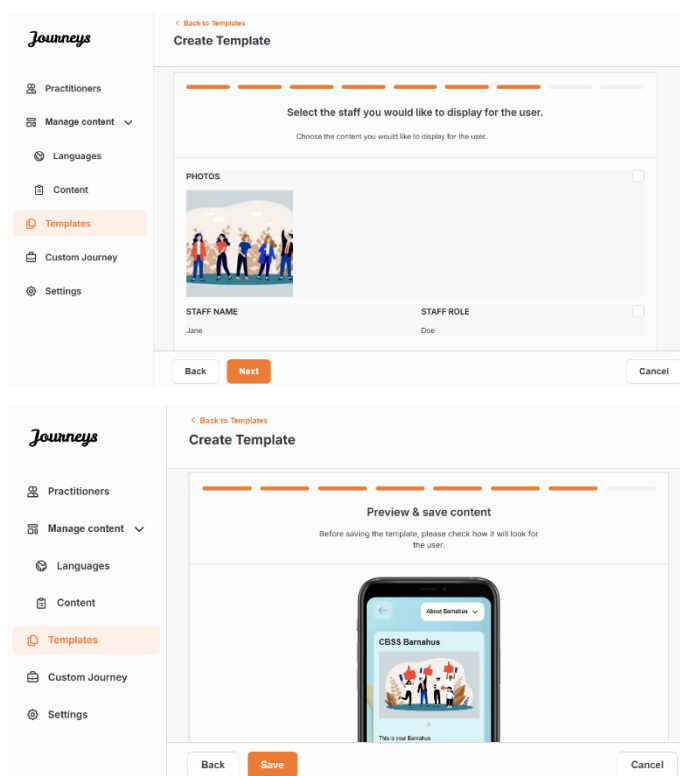 Journeys
< Back to Templates
Create Template
Practitioners
Manage content
Languages
Content
Templates
Custom Journey
Settings
Select the staff you would like to display for the user.
Choose the content you would like to display for the user.
PHOTOS
STAFF NAME STAFF ROLE
Jane Doe
Back Next Cancel
Journeys
< Back to Templates
Create Template
Practitioners
Manage content
Languages
Content
Templates
Custom Journey
Settings
Preview & save content
Before saving the template, please check how it will look for
the user.
About Barnahus
CBSS Barnahus
This is your Barnahus
Back Save Cancel